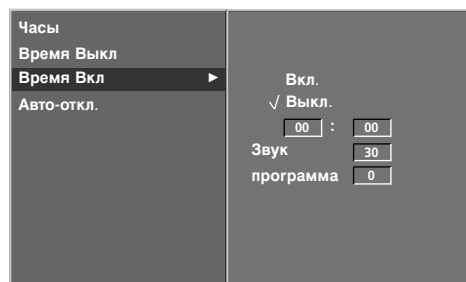 Часы
Время Выкл
Время Вкл ►
Авто-откл.
Вкл.
√ Выкл.
00 : 00
Звук 30
программа 0